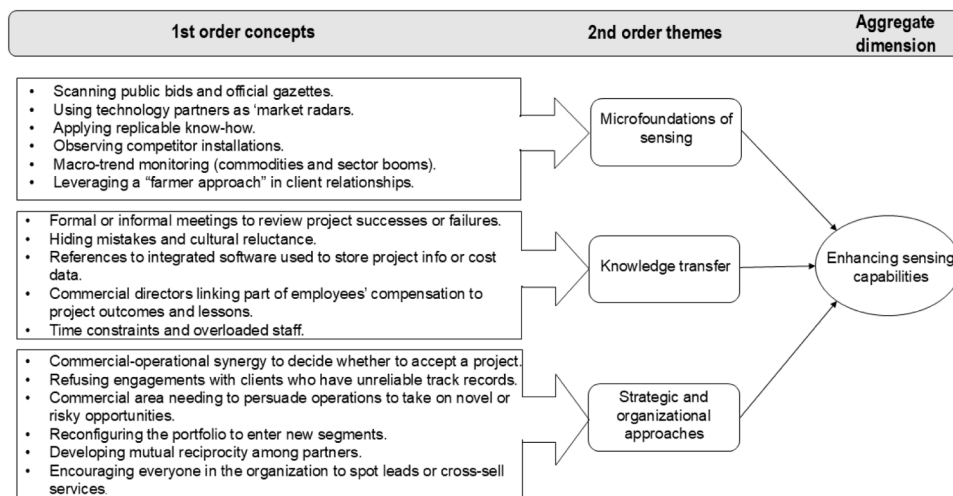 1st order concepts
2nd order themes
Aggregate
dimension
• Scanning public bids and official gazettes.
• Using technology partners as ‘market radars.
• Applying replicable know-how.
• Observing competitor installations.
• Macro-trend monitoring (commodities and sector booms).
• Leveraging a “farmer approach” in client relationships.
Microfoundations of
sensing
• Formal or informal meetings to review project successes or failures.
• Hiding mistakes and cultural reluctance.
• References to integrated software used to store project info or cost
data.
• Commercial directors linking part of employees’ compensation to
project outcomes and lessons.
• Time constraints and overloaded staff.
Knowledge transfer
Enhancing sensing
capabilities
• Commercial-operational synergy to decide whether to accept a project.
• Refusing engagements with clients who have unreliable track records.
• Commercial area needing to persuade operations to take on novel or
risky opportunities.
• Reconfiguring the portfolio to enter new segments.
• Developing mutual reciprocity among partners.
• Encouraging everyone in the organization to spot leads or cross-sell
services.
Strategic and
organizational
approaches